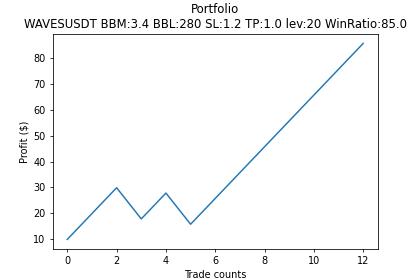 Portfolio
WAVESUSDT BBM:3.4 BBL:280 SL:1.2 TP:1.0 lev:20 WinRatio:85.0
80
70
60
50
40
30
20
10
Profit ($)
0 2 4 6 8 10 12
Trade counts